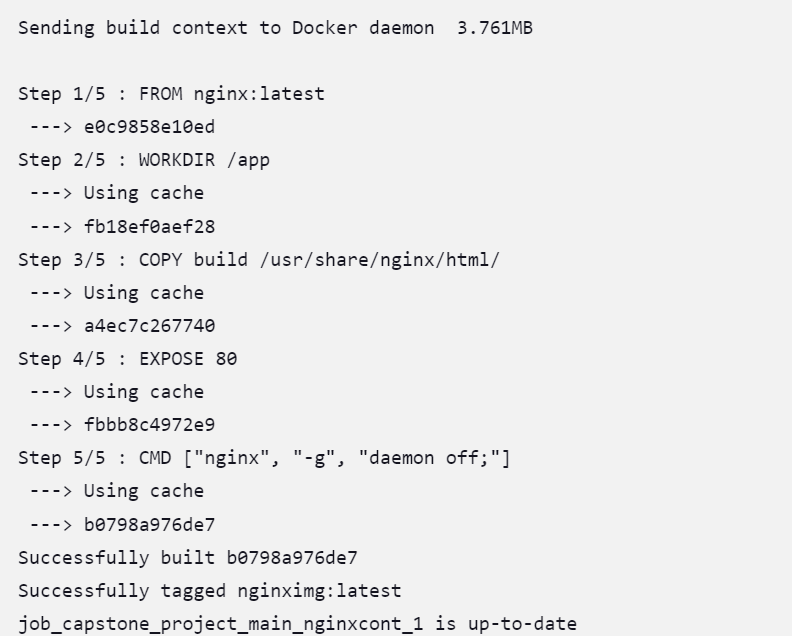 Sending build context to Docker daemon  3.761MB
Step 1/5 : FROM nginx:latest
 ---> e0c9858e10ed
Step 2/5 : WORKDIR /app
 ---> Using cache
 ---> fb18ef0aef28
Step 3/5 : COPY build /usr/share/nginx/html/
 ---> Using cache
 ---> a4ec7c267740
Step 4/5 : EXPOSE 80
 ---> Using cache
 ---> fbbb8c4972e9
Step 5/5 : CMD ["nginx", "-g", "daemon off;"]
 ---> Using cache
 ---> b0798a976de7
Successfully built b0798a976de7
Successfully tagged nginximg:latest
job_capstone_project_main_nginxcont_1 is up-to-date